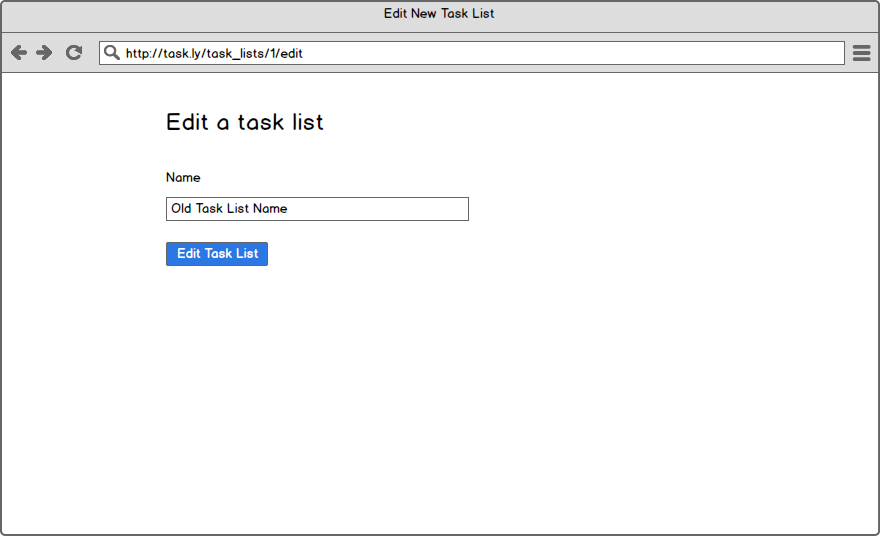 Edit New Task List
http://task.ly/task_lists/1/edit
Edit a task list
Name
Old Task List Name
Edit Task List